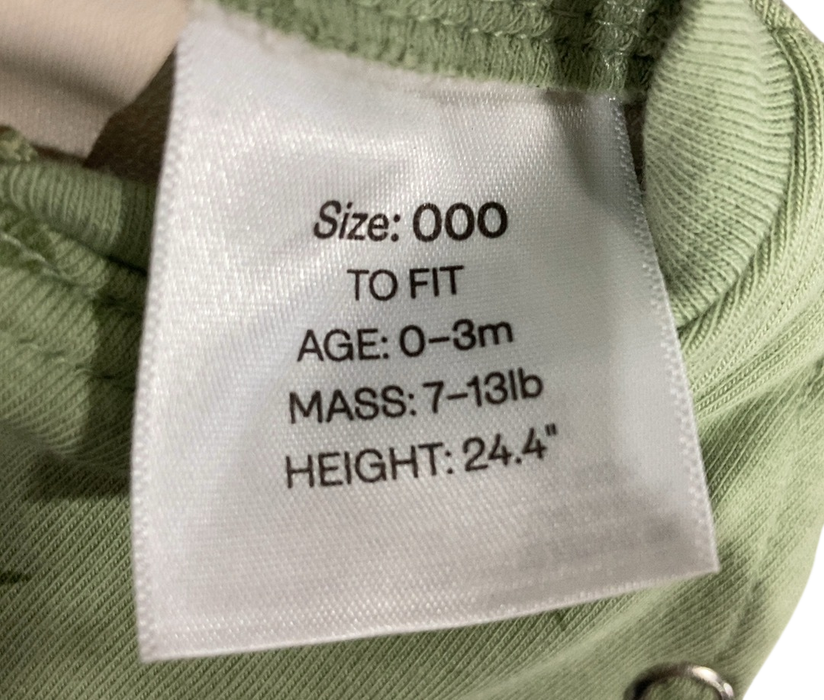 Size: 000
TO FIT
AGE: 0–3m
MASS: 7–13lb
HEIGHT: 24.4"